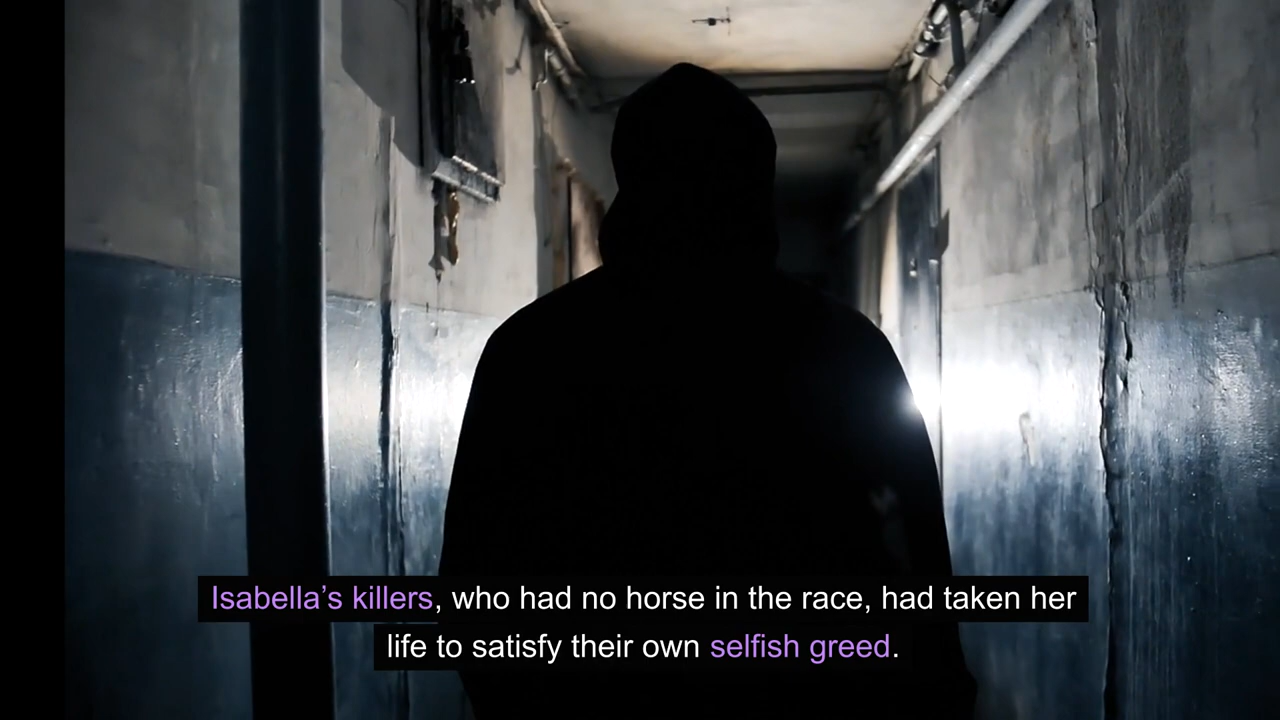 Isabella’s killers, who had no horse in the race, had taken her
life to satisfy their own selfish greed.